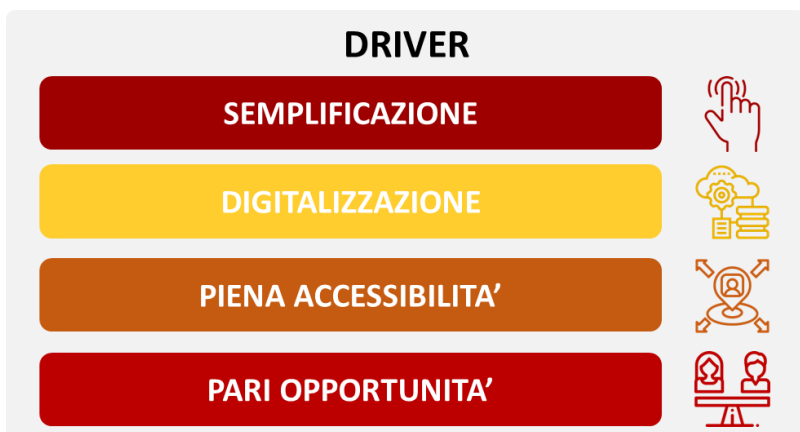 DRIVER
SEMPLIFICAZIONE
DIGITALIZZAZIONE
PIENA ACCESSIBILITA’
PARI OPPORTUNITA’